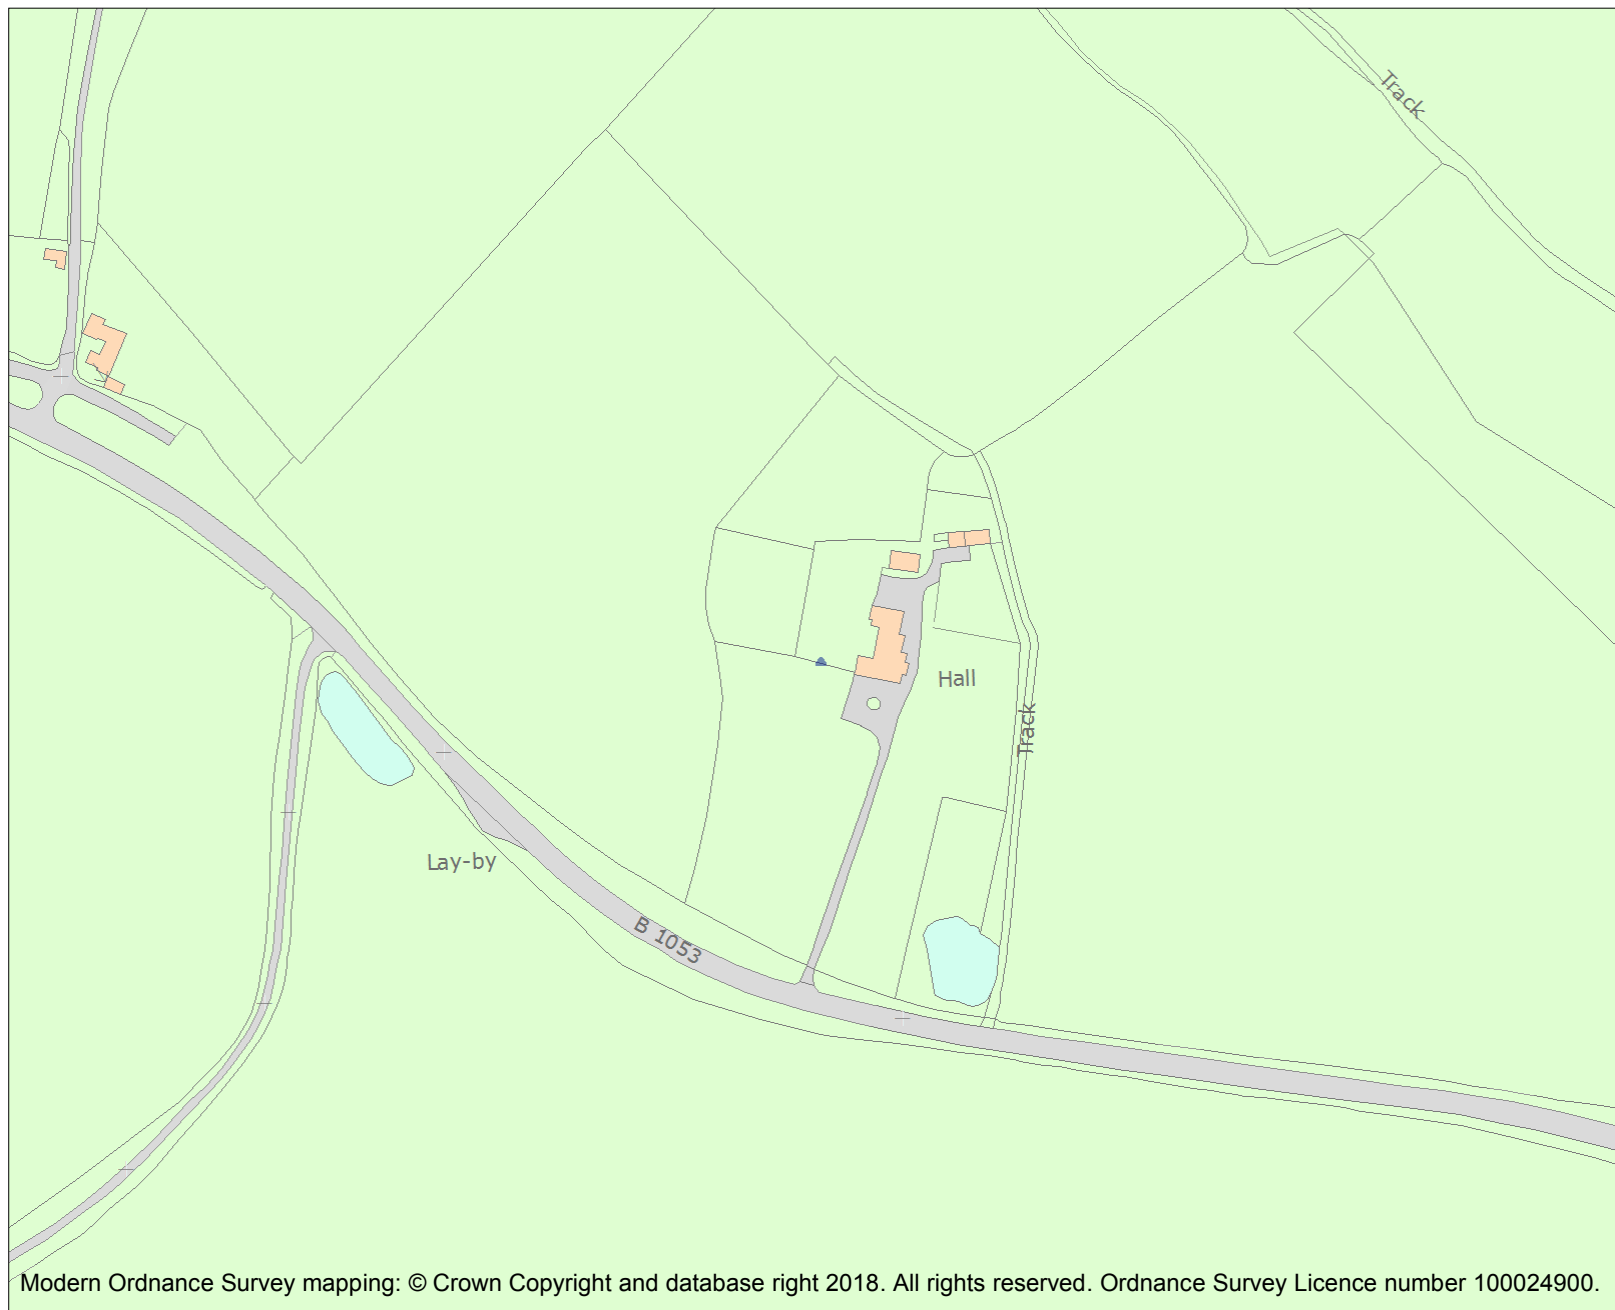 Track
Hall
Track
Lay-by
B 1053
Modern Ordnance Survey mapping: © Crown Copyright and database right 2018. All rights reserved. Ordnance Survey Licence number 100024900.